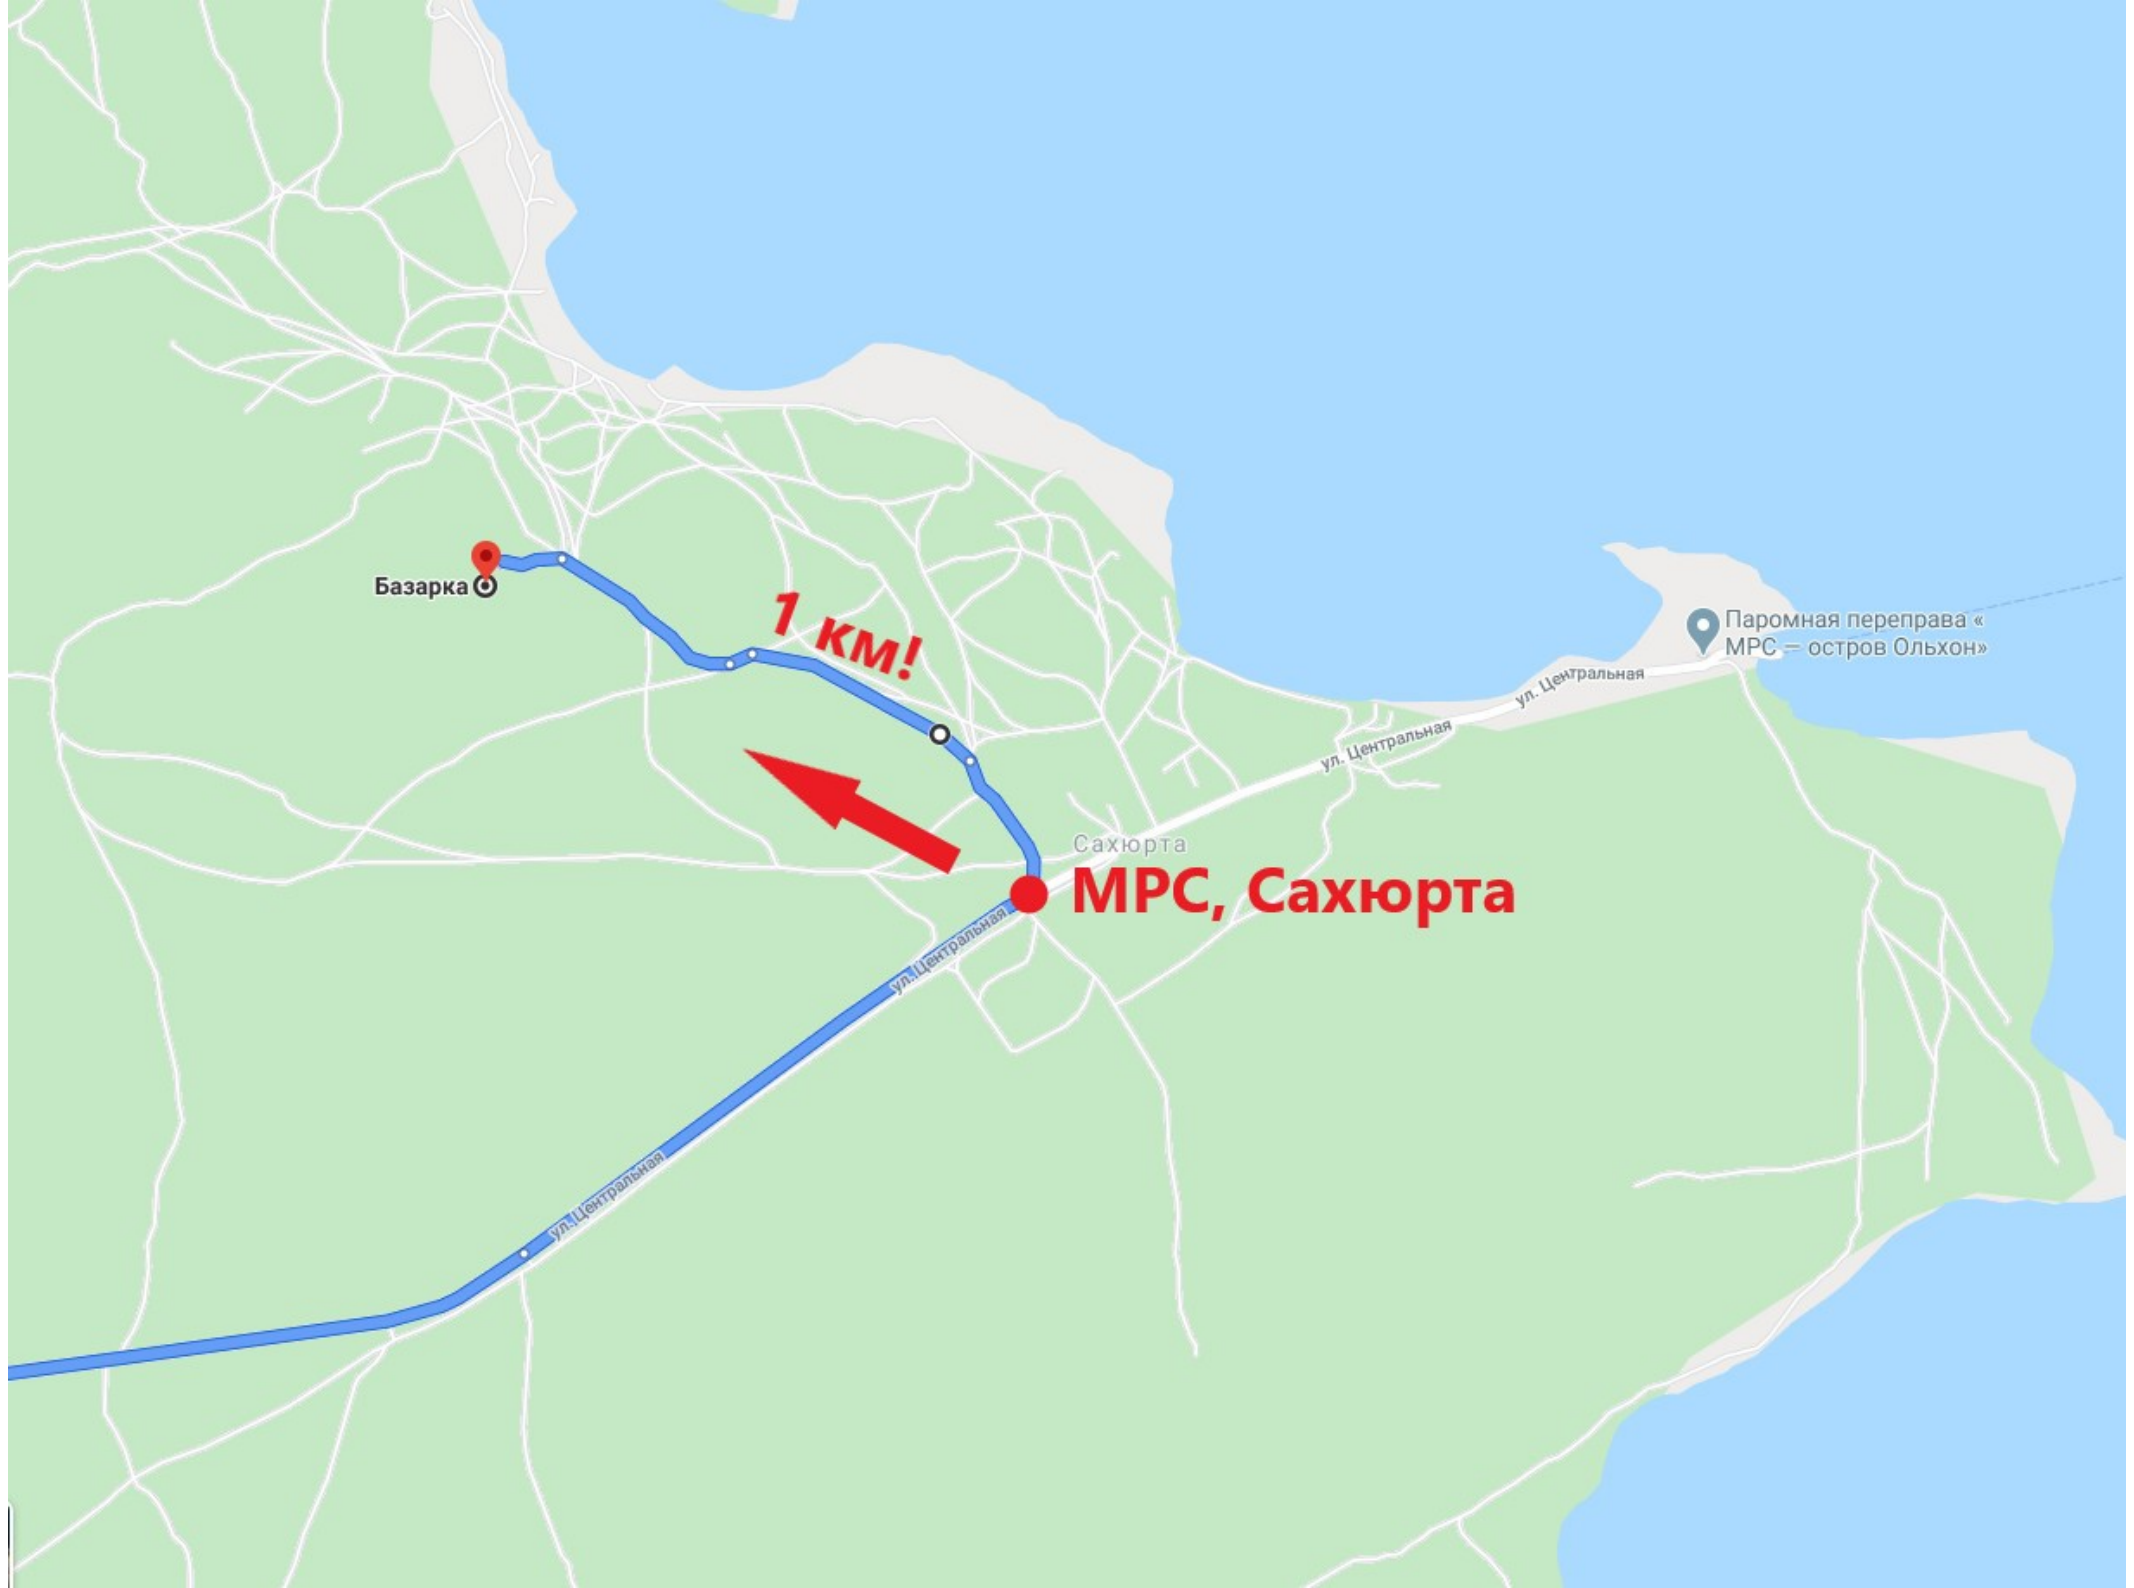 Базарка
1 км!
Паромная переправа «
МРС – остров Ольхон»
ул. Центральная
ул. Центральная
Сахюрта
МРС, Сахюрта
ул. Центральная
ул. Центральная